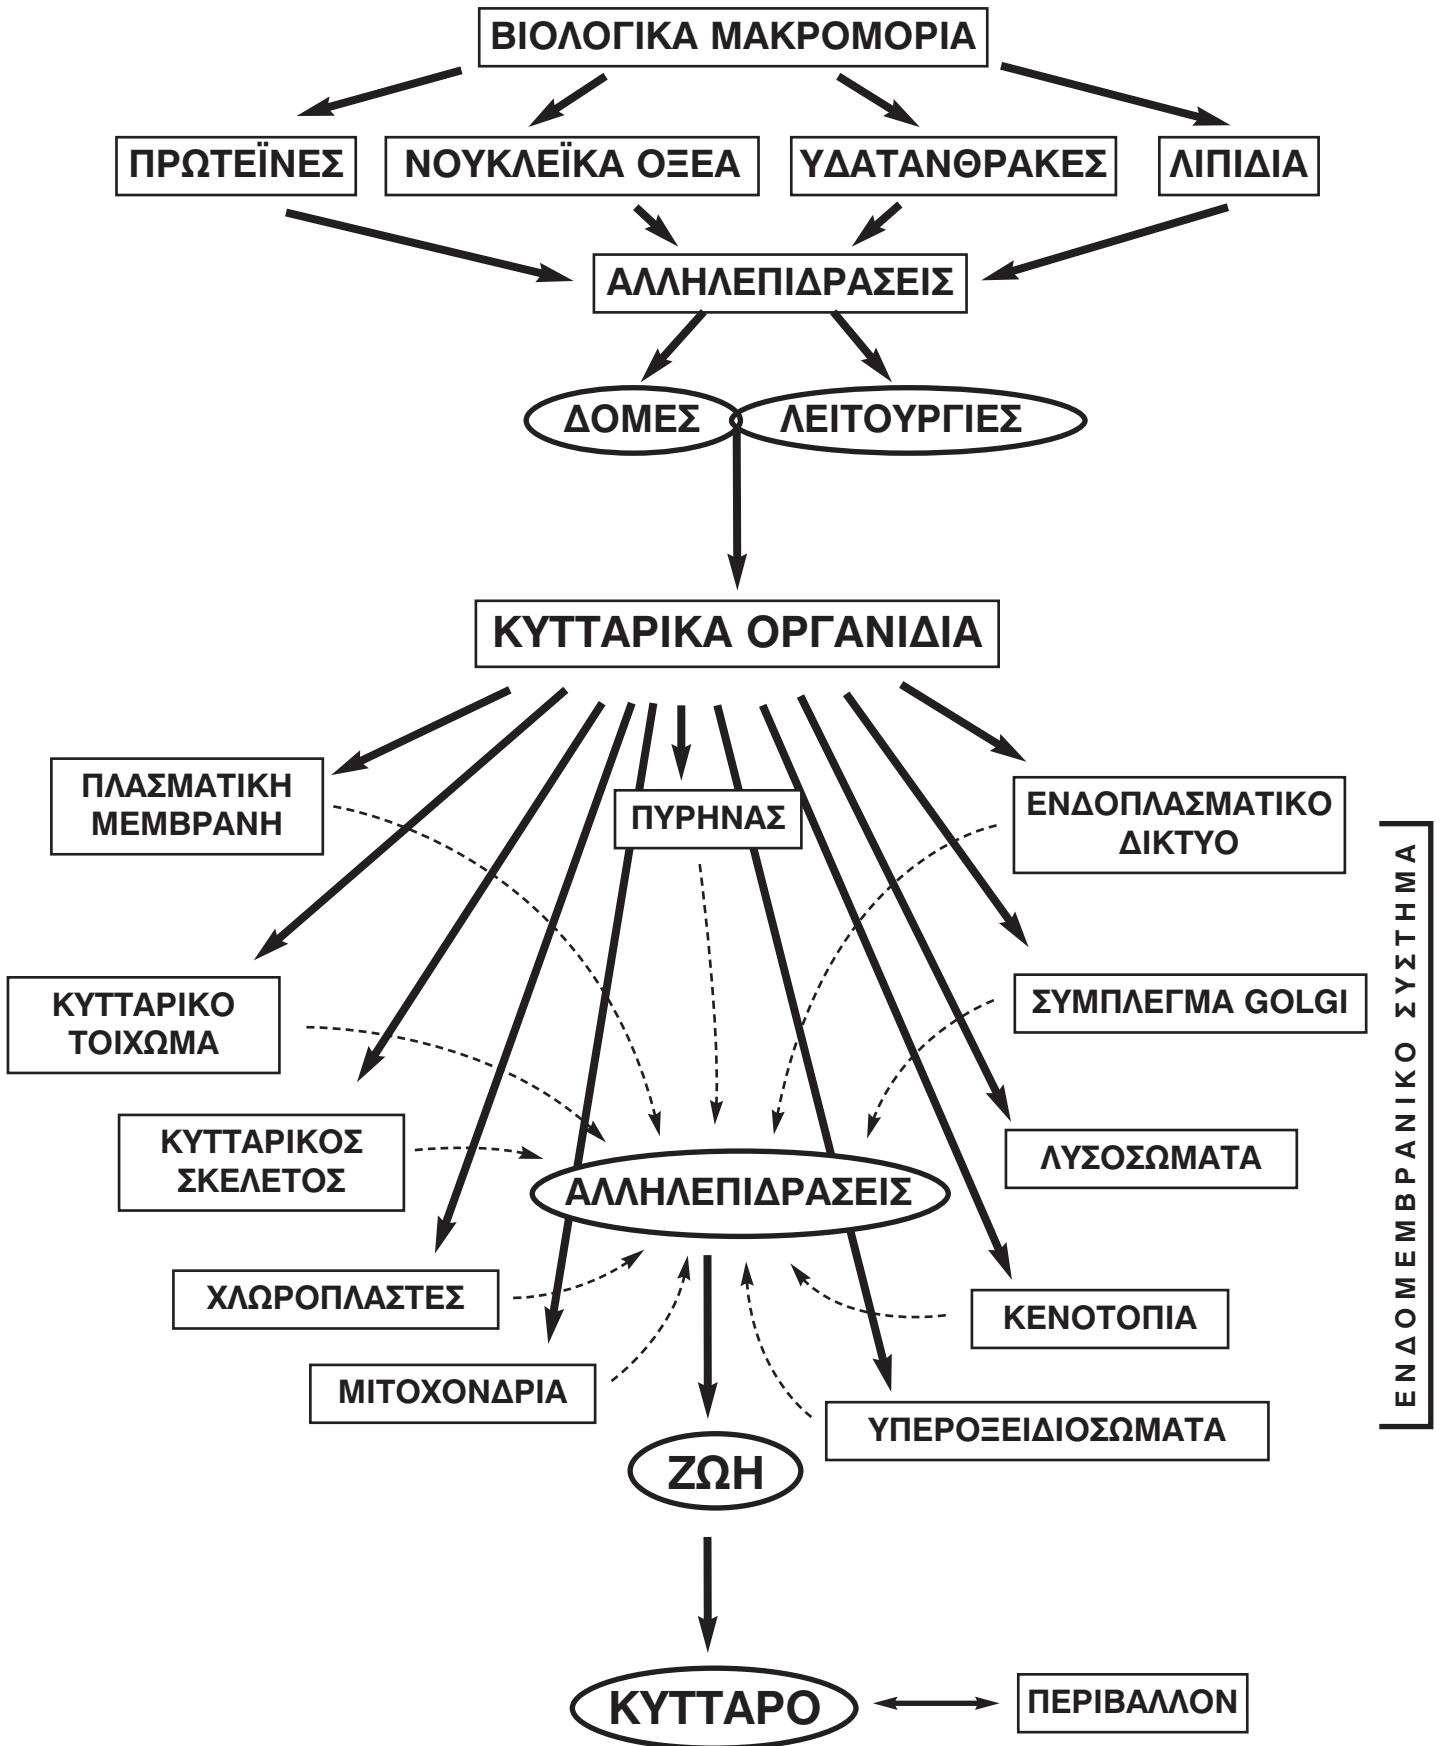 ΒΙΟΛΟΓΙΚΑ ΜΑΚΡΟΜΟΡΙΑ
ΠΡΩΤΕΪΝΕΣ
ΝΟΥΚΛΕΪΚΑ ΟΞΕΑ
ΥΔΑΤΑΝΘΡΑΚΕΣ
ΛΙΠΙΔΙΑ
ΑΛΛΗΛΕΠΙΔΡΑΣΕΙΣ
ΔΟΜΕΣ
ΛΕΙΤΟΥΡΓΙΕΣ
ΚΥΤΤΑΡΙΚΑ ΟΡΓΑΝΙΔΙΑ
ΠΛΑΣΜΑΤΙΚΗ
ΜΕΜΒΡΑΝΗ
ΠΥΡΗΝΑΣ
ΕΝΔΟΠΛΑΣΜΑΤΙΚΟ
ΔΙΚΤΥΟ
ΚΥΤΤΑΡΙΚΟ
ΤΟΙΧΩΜΑ
ΣΥΜΠΛΕΓΜΑ GOLGI
ΚΥΤΤΑΡΙΚΟΣ
ΣΚΕΛΕΤΟΣ
ΛΥΣΟΣΩΜΑΤΑ
ΑΛΛΗΛΕΠΙΔΡΑΣΕΙΣ
ΧΛΩΡΟΠΛΑΣΤΕΣ
ΚΕΝΟΤΟΠΙΑ
ΜΙΤΟΧΟΝΔΡΙΑ
ΥΠΕΡΟΞΕΙΔΙΟΣΩΜΑΤΑ
ΕΝΔΟΜΕΜΒΡΑΝΙΚΟ ΣΥΣΤΗΜΑ
ΖΩΗ
ΚΥΤΤΑΡΟ
ΠΕΡΙΒΑΛΛΟΝ